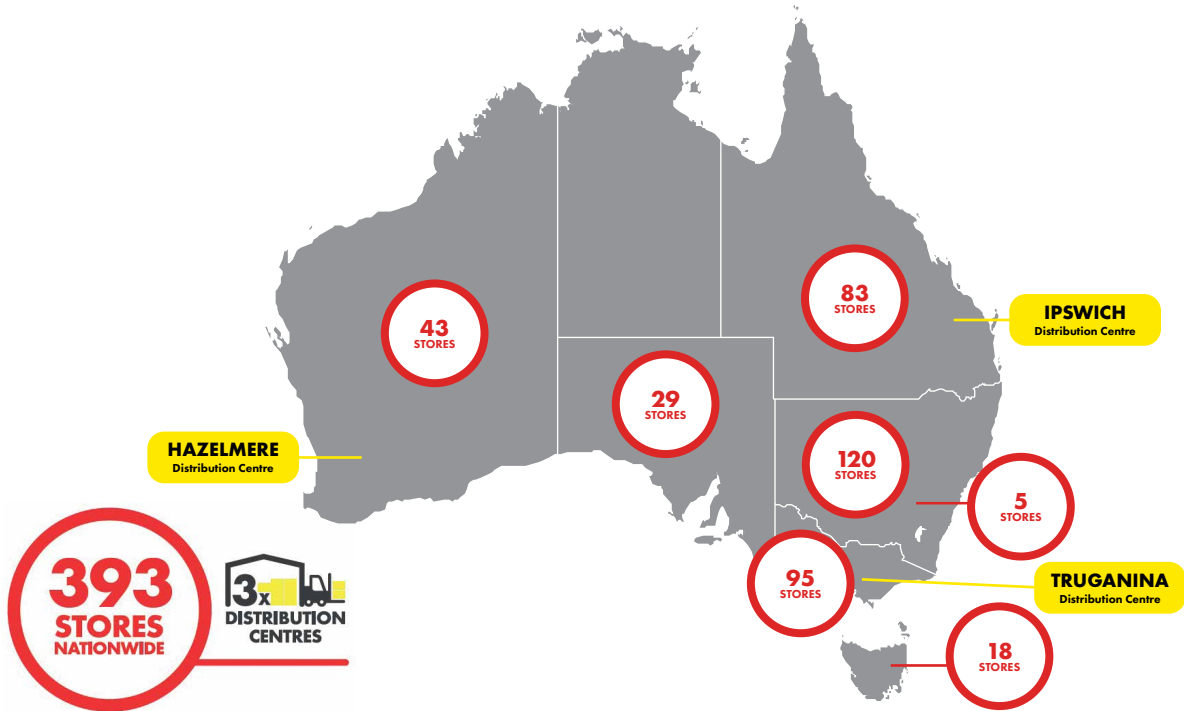 83
STORES
IPSWICH
Distribution Centre
43
STORES
29
STORES
HAZELMERE
Distribution Centre
120
STORES
5
STORES
95
STORES
TRUGANINA
Distribution Centre
18
STORES
393
STORES
NATIONWIDE
3x
DISTRIBUTION
CENTRES